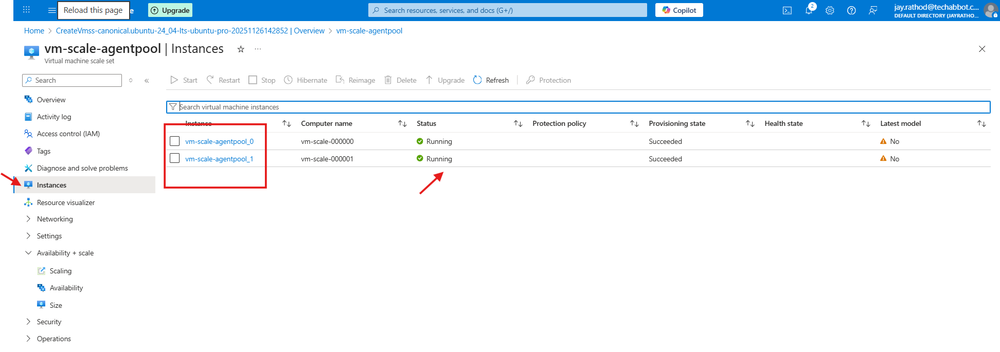 Reload this page
e
Upgrade
Search resources, services, and docs (G+/)
Copilot
2
jay.rathod@techabbot.c...
DEFAULT DIRECTORY (JAYRATHO...
Home > CreateVmss-canonical.ubuntu-24_04-lts-ubuntu-pro-20251126142852 | Overview > vm-scale-agentpool
vm-scale-agentpool | Instances
Virtual machine scale set
Search
Start Restart Stop Hibernate Reimage Delete Upgrade Refresh Protection
Overview
Activity log
Access control (IAM)
Tags
Diagnose and solve problems
Instances
Resource visualizer
Networking
Settings
Availability + scale
Scaling
Availability
Size
Security
Operations
Search virtual machine instances
Instance Computer name Status Protection policy Provisioning state Health state Latest model
vm-scale-agentpool_0 vm-scale-000000 Running Succeeded No
vm-scale-agentpool_1 vm-scale-000001 Running Succeeded No